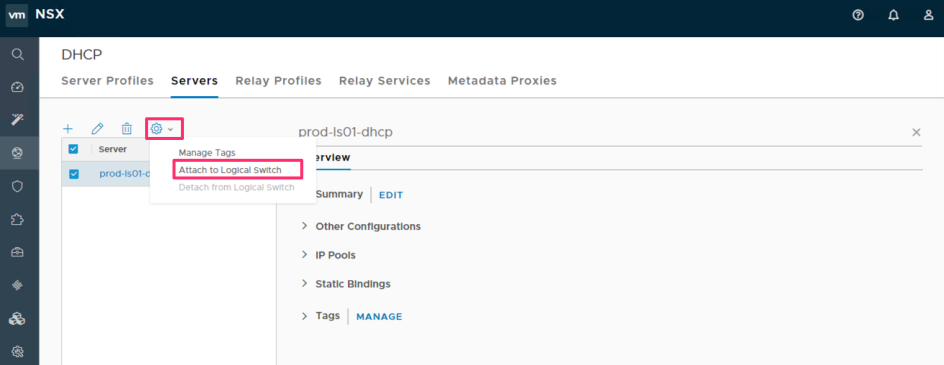 vm NSX
DHCP
Server Profiles Servers Relay Profiles Relay Services Metadata Proxies
prod-ls01-dhcp
Server
Manage Tags
Attach to Logical Switch
Detach from Logical Switch
prod-ls01-d
erview
Summary EDIT
Other Configurations
IP Pools
Static Bindings
Tags MANAGE